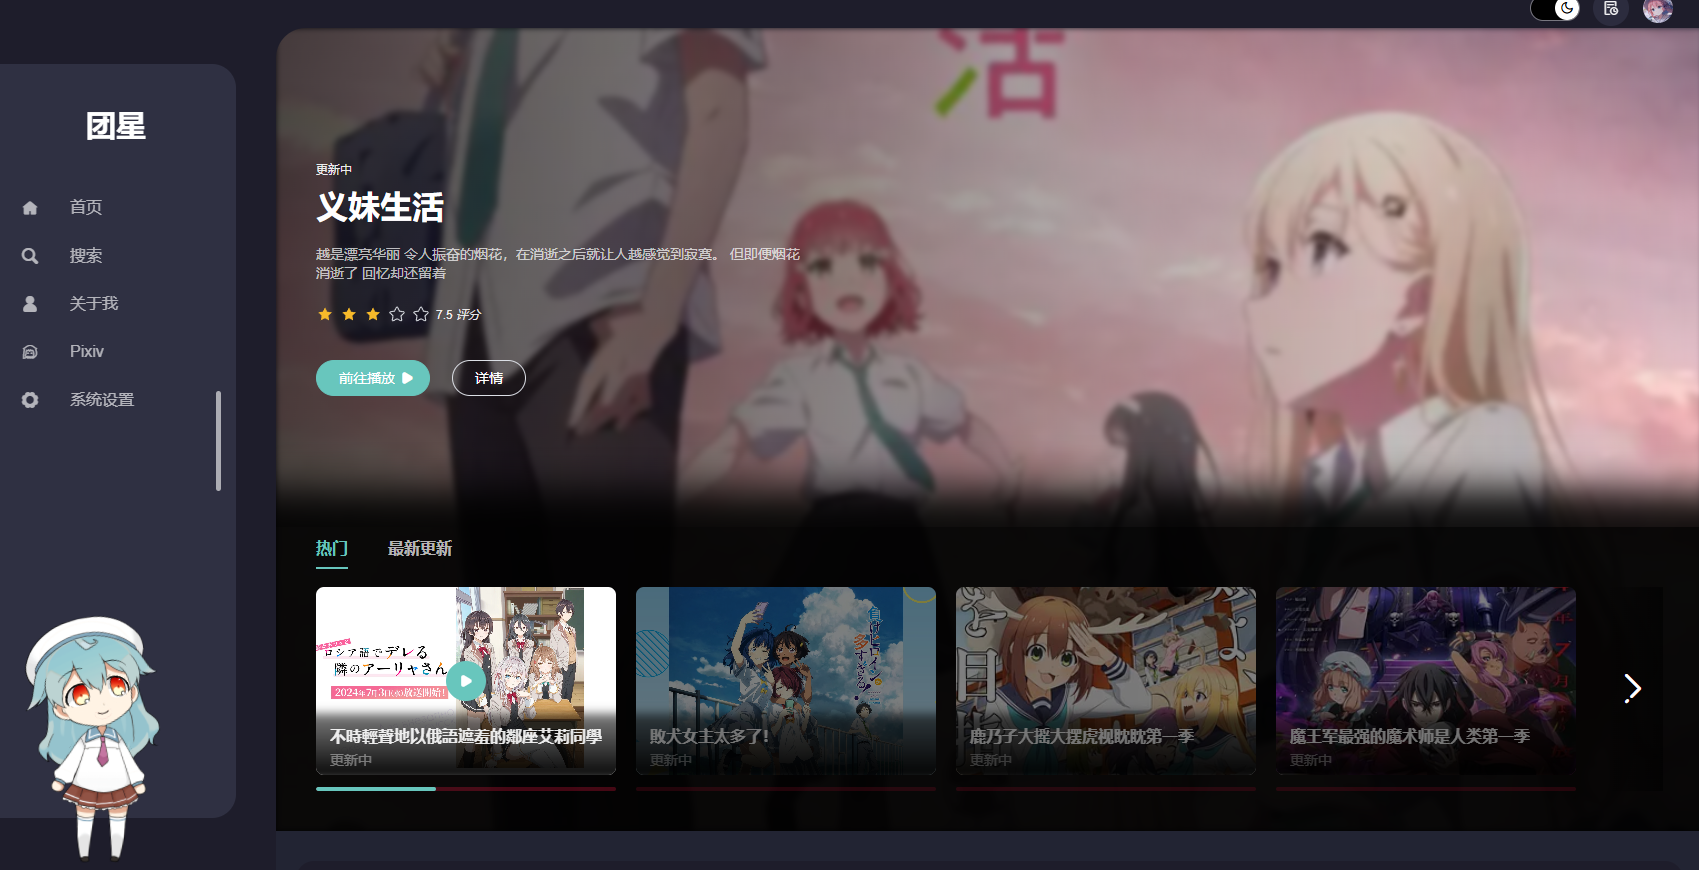 活
团星
首页
搜索
关于我
Pixiv
系统设置
更新中
义妹生活
越是漂亮华丽 令人振奋的烟花，在消逝之后就让人越感觉到寂寞。 但即便烟花
消逝了 回忆却还留着
7.5 评分
前往播放
详情
热门
最新更新
ロシア語でデレる
隣のアーリャさん
2024年7月3日(水)放送開始!
不時輕聲地以俄語遮羞的鄰座艾莉同學
更新中
負けヒロインが
多すぎる!
败犬女主太多了！
更新中
鹿乃子大摇大摆虎视眈眈第一季
更新中
魔王军最强的魔术师是人类第一季
更新中